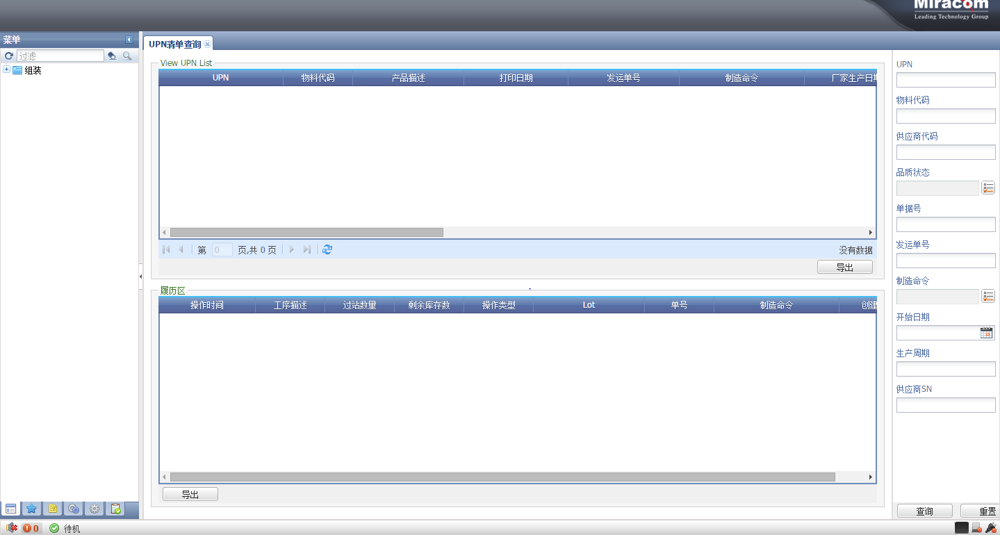 Miracom
Leading Technology Group
菜单
UPN清单查询
过滤
组装
View UPN List
UPN 物料代码 产品描述 打印日期 发运单号 制造命令 厂家生产日期
第 0 页,共 0 页 没有数据
导出
履历区
操作时间 工序描述 过站数量 剩余库存数 操作类型 Lot 单号 制造命令 创建
导出
UPN
物料代码
供应商代码
品质状态
单据号
发运单号
制造命令
开始日期
生产周期
供应商SN
查询 重置
0 待机